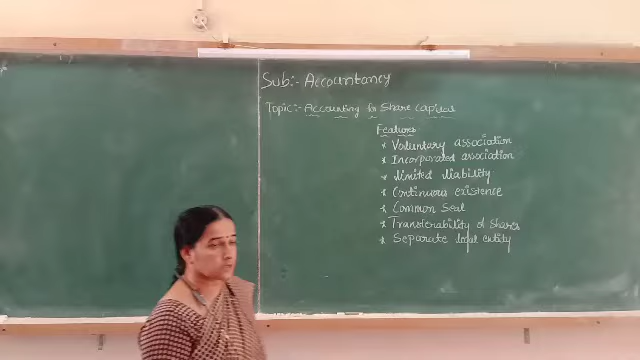 Sub:- Accountancy
Topic:- Accounting for Share Capital
Features
* Voluntary association
* Incorporated association
* limited liability
* Continuous existence
* Common Seal
* Transferability of shares
* Separate legal entity